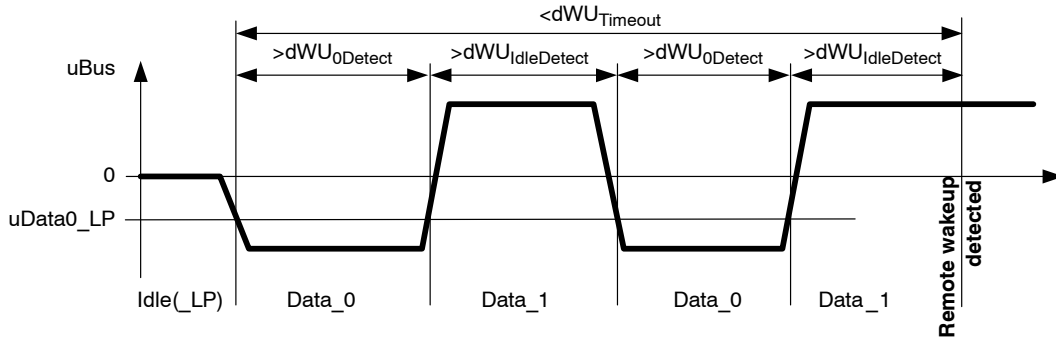 <dWU_Timeout
>dWU_0Detect >dWU_IdleDetect >dWU_0Detect >dWU_IdleDetect
uBus
0
uData0_LP
Idle(_LP) Data_0 Data_1 Data_0 Data_1
Remote wakeup
detected